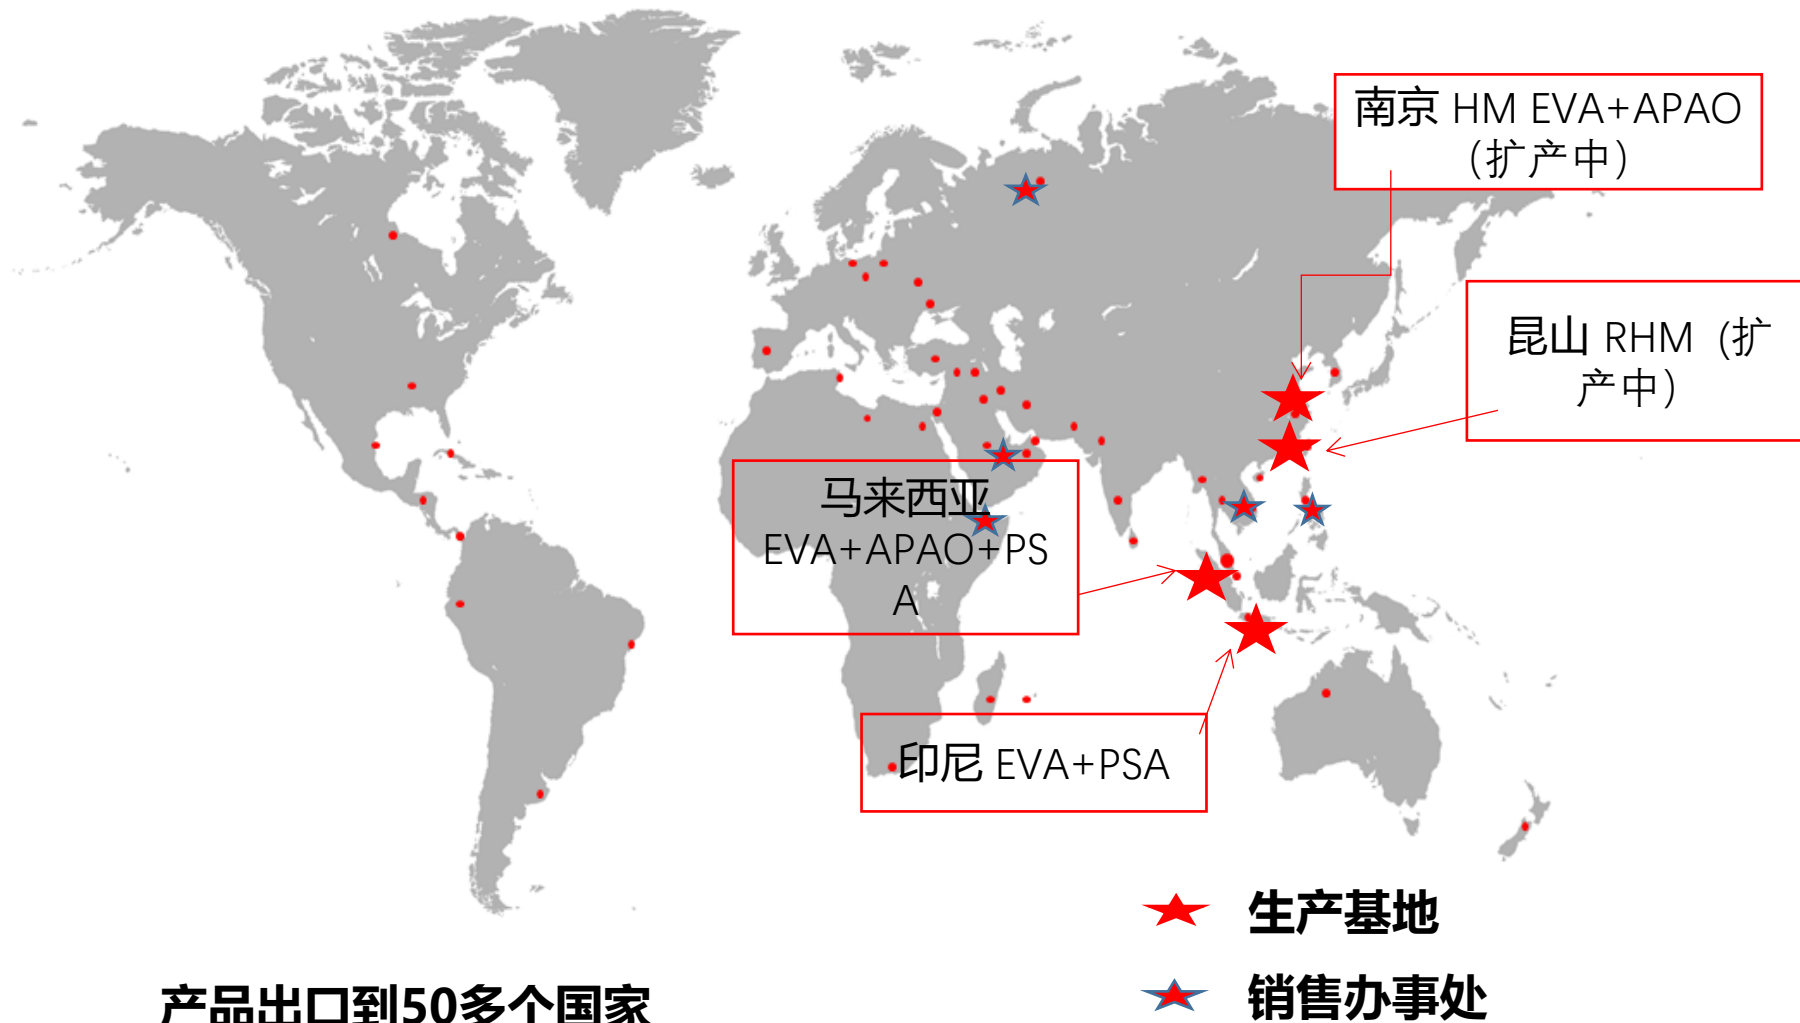 南京 HM EVA+APAO
（扩产中）
昆山 RHM（扩
产中）
马来西亚
EVA+APAO+PS
A
印尼 EVA+PSA
生产基地
销售办事处
产品出口到50多个国家